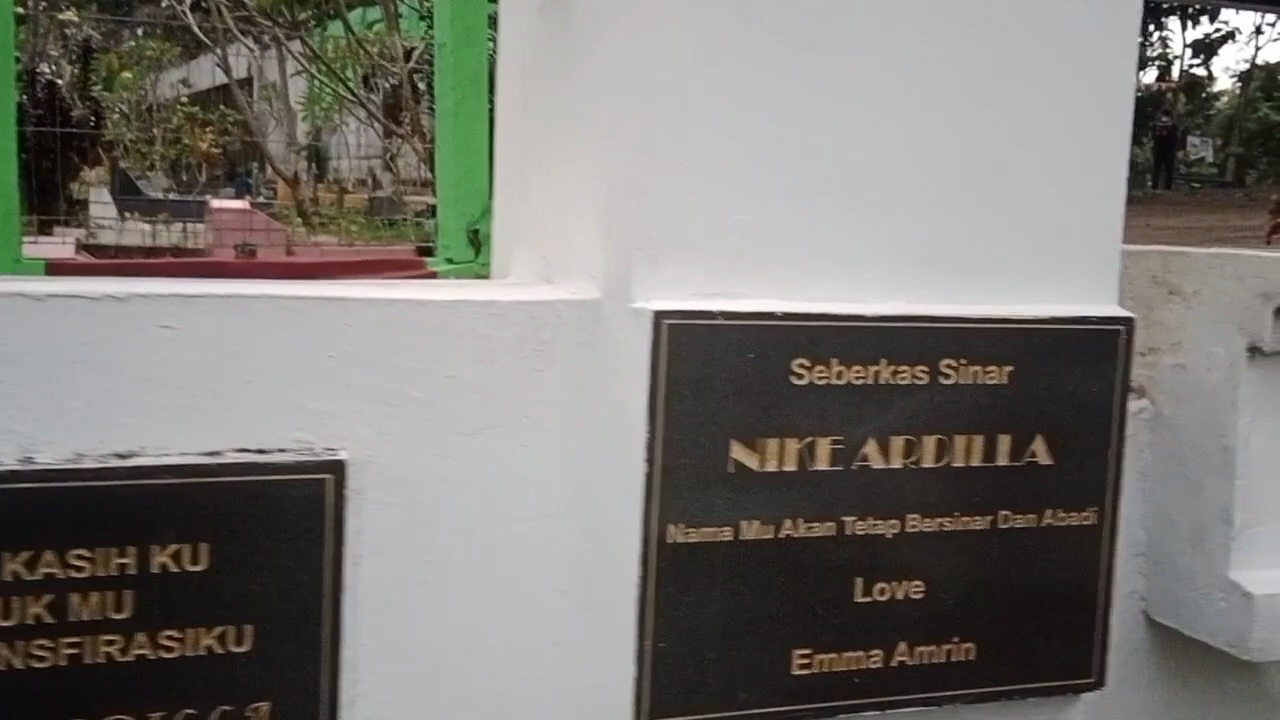 KASIH KU
UK MU
NSFIRASIKU
Seberkas Sinar
NIKE ARDILLA
Nama Mu Akan Tetap Bersinar Dan Abadi
Love
Emma Amrin